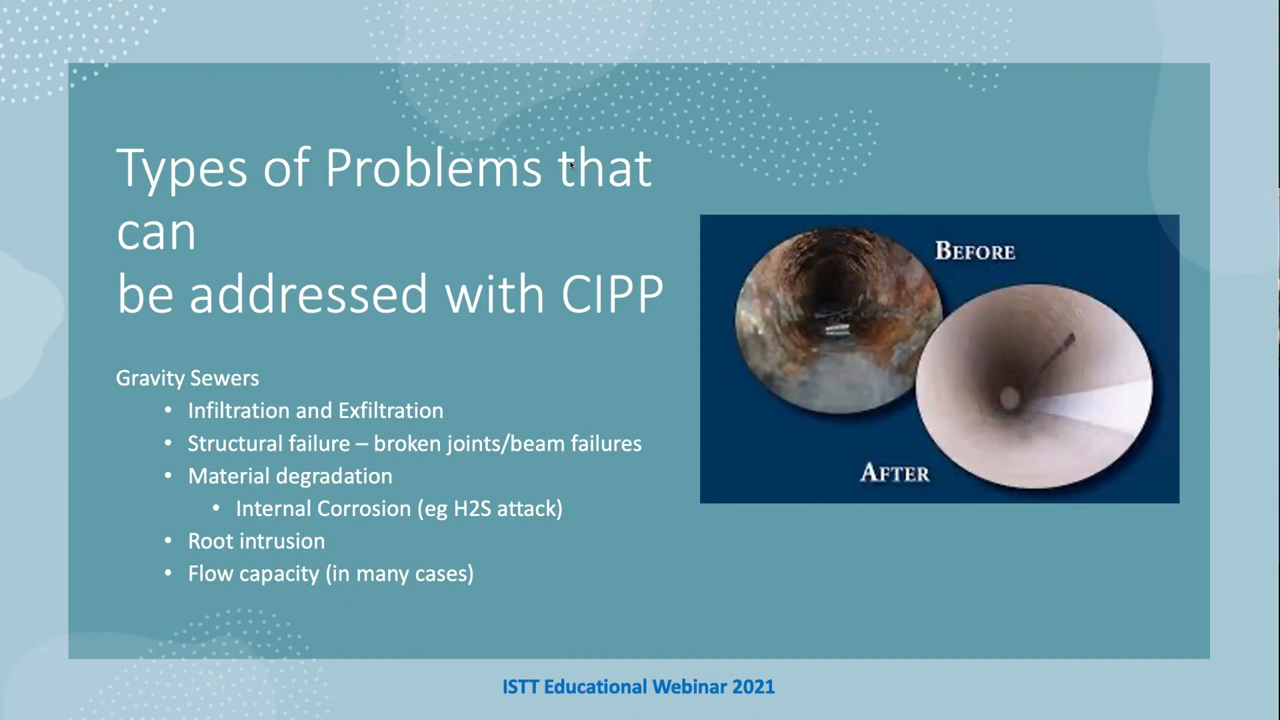 Types of Problems that
can
be addressed with CIPP
Gravity Sewers
• Infiltration and Exfiltration
• Structural failure – broken joints/beam failures
• Material degradation
• Internal Corrosion (eg H2S attack)
• Root intrusion
• Flow capacity (in many cases)
BEFORE
AFTER
ISTT Educational Webinar 2021